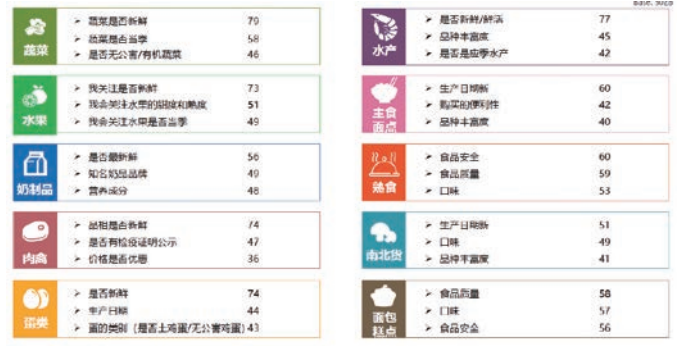 蔬菜
➢ 蔬菜是否新鲜 79
➢ 蔬菜是否当季 58
➢ 是否无公害/有机蔬菜 46
水果
➢ 我关注是否新鲜 73
➢ 我会关注水果的甜度和熟度 51
➢ 我会关注水果是否当季 49
奶制品
➢ 是否最新鲜 56
➢ 知名奶品品牌 49
➢ 营养成分 48
肉禽
➢ 品相是否新鲜 74
➢ 是否有检疫证明公示 47
➢ 价格是否优惠 36
蛋类
➢ 是否新鲜 74
➢ 生产日期 44
➢ 蛋的类别（是否土鸡蛋/无公害鸡蛋) 43
水产
➢ 是否新鲜/鲜活 77
➢ 品种丰富度 45
➢ 是否是应季水产 42
主食
面点
➢ 生产日期新 60
➢ 购买的便利性 42
➢ 品种丰富度 40
熟食
➢ 食品安全 60
➢ 食品质量 59
➢ 口味 53
南北货
➢ 生产日期新 51
➢ 口味 49
➢ 品种丰富度 41
面包
糕点
➢ 食品质量 58
➢ 口味 57
➢ 食品安全 56